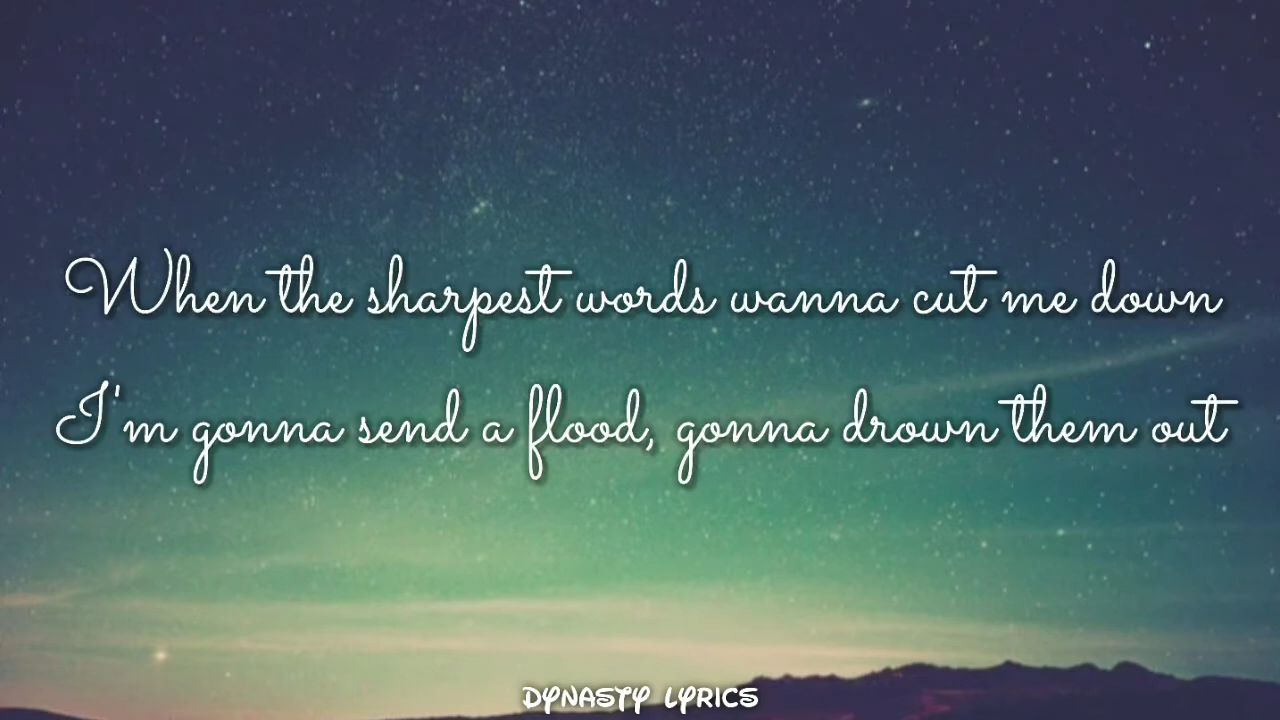 When the sharpest words wanna cut me down
I'm gonna send a flood, gonna drown them out
DYNASTY LYRICS